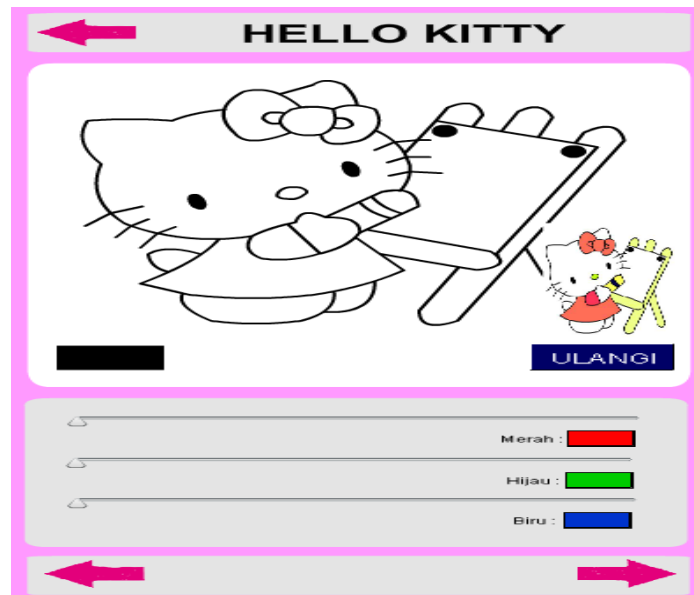 HELLO KITTY
ULANGI
Merah :
Hijau :
Biru :